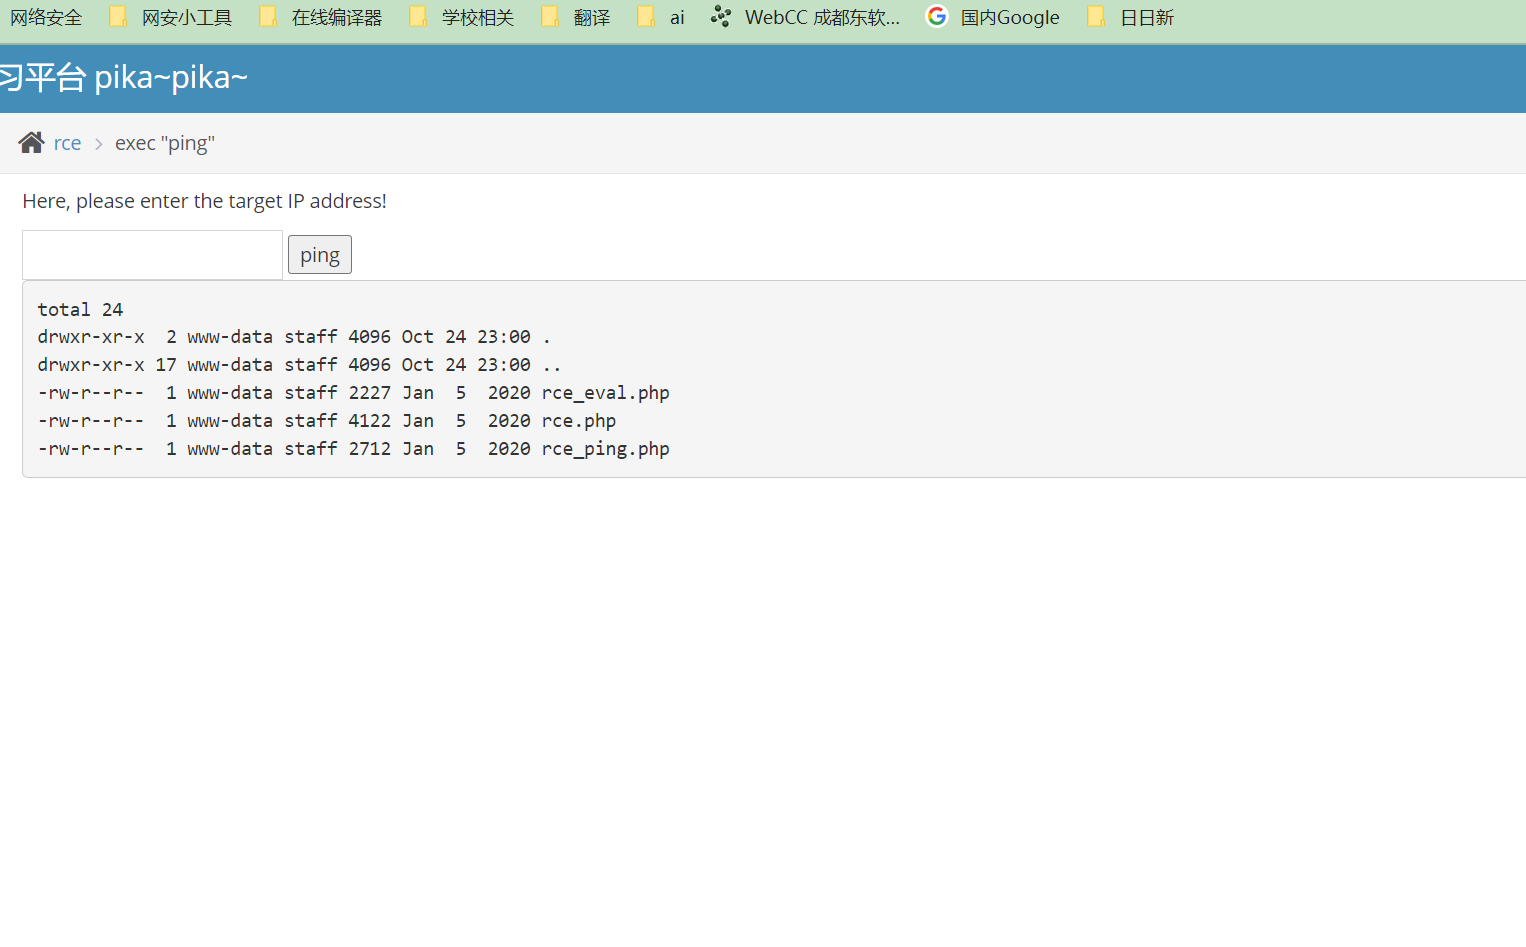 网络安全 网安小工具 在线编译器 学校相关 翻译 ai WebCC 成都东软... 国内Google 日日新
习平台 pika~pika~
rce > exec "ping"
Here, please enter the target IP address!
ping
total 24
drwxr-xr-x  2 www-data staff 4096 Oct 24 23:00 .
drwxr-xr-x 17 www-data staff 4096 Oct 24 23:00 ..
-rw-r--r--  1 www-data staff 2227 Jan  5  2020 rce_eval.php
-rw-r--r--  1 www-data staff 4122 Jan  5  2020 rce.php
-rw-r--r--  1 www-data staff 2712 Jan  5  2020 rce_ping.php